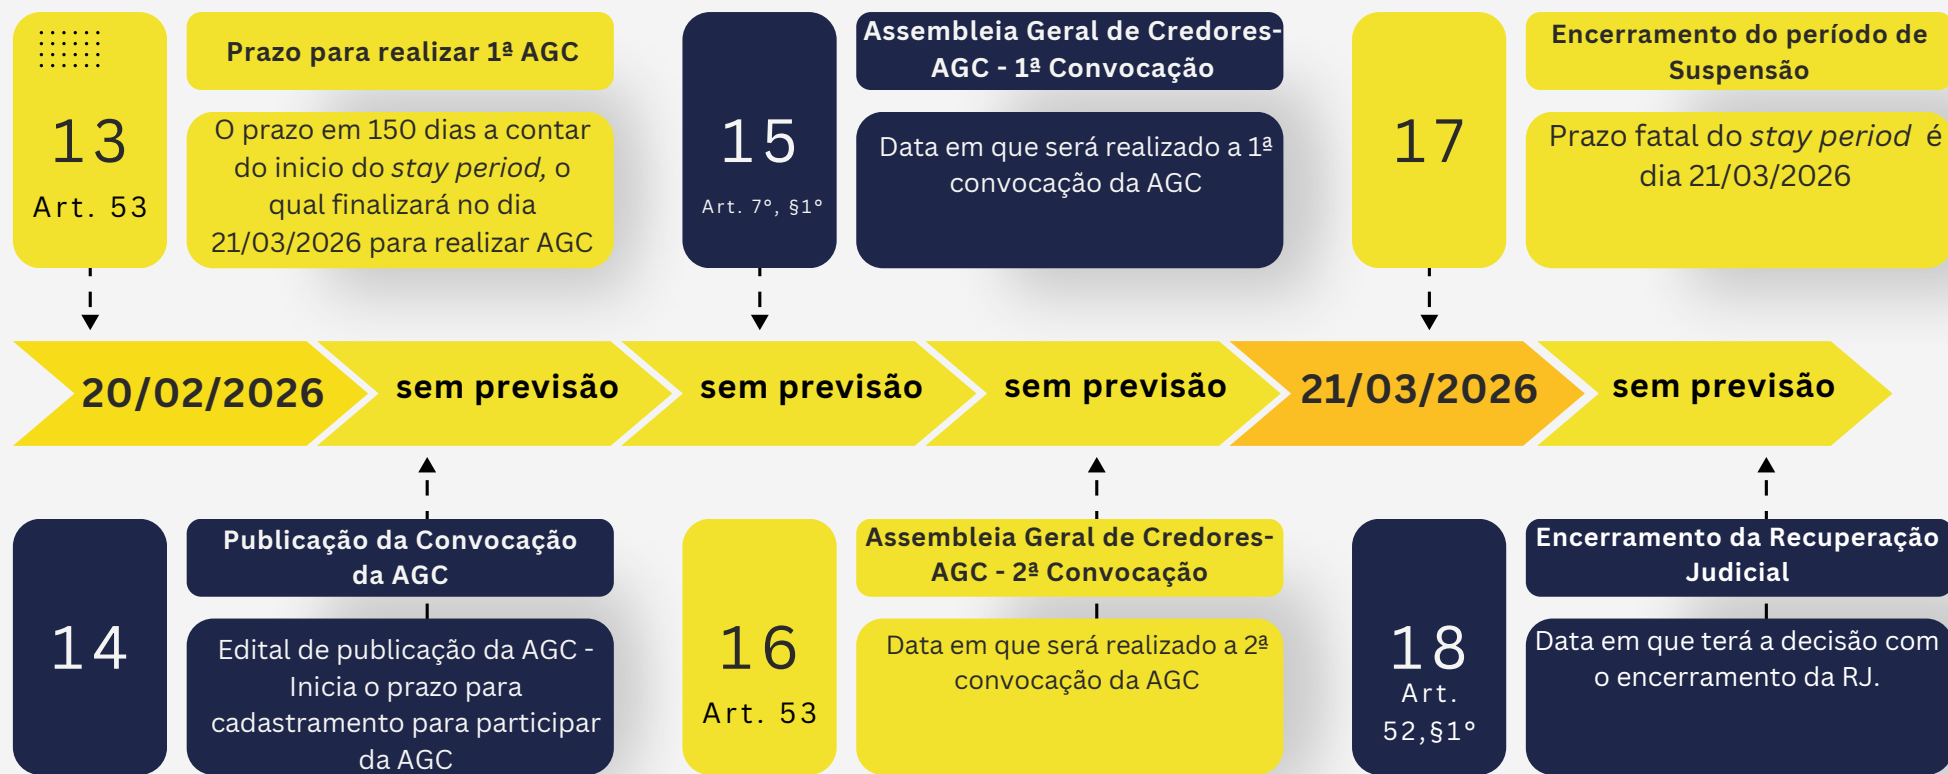 13
Art. 53
Prazo para realizar 1ª AGC
O prazo em 150 dias a contar
do inicio do stay period, o
qual finalizará no dia
21/03/2026 para realizar AGC
15
Art. 7º, §1º
Assembleia Geral de Credores-
AGC - 1ª Convocação
Data em que será realizado a 1ª
convocação da AGC
17
Encerramento do período de
Suspensão
Prazo fatal do stay period é
dia 21/03/2026
20/02/2026
sem previsão
sem previsão
sem previsão
21/03/2026
sem previsão
14
Publicação da Convocação
da AGC
Edital de publicação da AGC -
Inicia o prazo para
cadastramento para participar
da AGC
16
Art. 53
Assembleia Geral de Credores-
AGC - 2ª Convocação
Data em que será realizado a 2ª
convocação da AGC
18
Art.
52,§1º
Encerramento da Recuperação
Judicial
Data em que terá a decisão com
o encerramento da RJ.